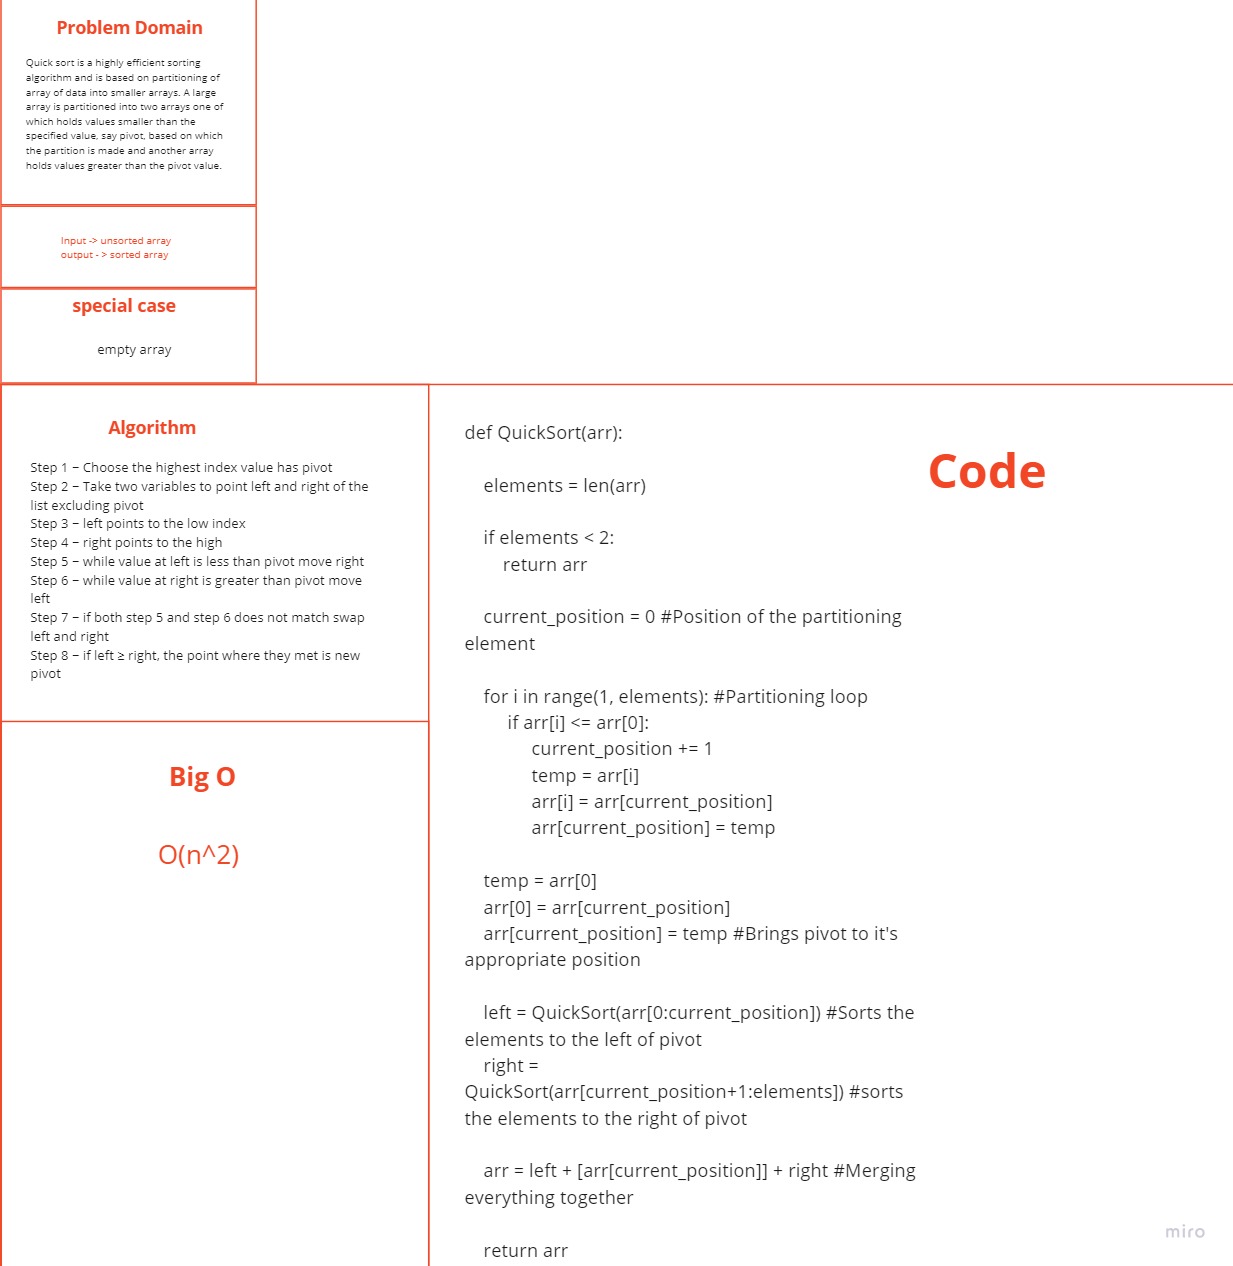 Problem Domain
Quick sort is a highly efficient sorting
algorithm and is based on partitioning of
array of data into smaller arrays. A large
array is partitioned into two arrays one of
which holds values smaller than the
specified value, say pivot, based on which
the partition is made and another array
holds values greater than the pivot value.
Input -> unsorted array
output - > sorted array
special case
empty array
Algorithm
Step 1 − Choose the highest index value has pivot
Step 2 − Take two variables to point left and right of the
list excluding pivot
Step 3 − left points to the low index
Step 4 − right points to the high
Step 5 − while value at left is less than pivot move right
Step 6 − while value at right is greater than pivot move
left
Step 7 − if both step 5 and step 6 does not match swap
left and right
Step 8 − if left ≥ right, the point where they met is new
pivot
Big O
O(n^2)
Code
def QuickSort(arr):
elements = len(arr)
if elements < 2:
return arr
current_position = 0 #Position of the partitioning
element
for i in range(1, elements): #Partitioning loop
if arr[i] <= arr[0]:
current_position += 1
temp = arr[i]
arr[i] = arr[current_position]
arr[current_position] = temp
temp = arr[0]
arr[0] = arr[current_position]
arr[current_position] = temp #Brings pivot to it's
appropriate position
left = QuickSort(arr[0:current_position]) #Sorts the
elements to the left of pivot
right =
QuickSort(arr[current_position+1:elements]) #sorts
the elements to the right of pivot
arr = left + [arr[current_position]] + right #Merging
everything together
return arr
miro